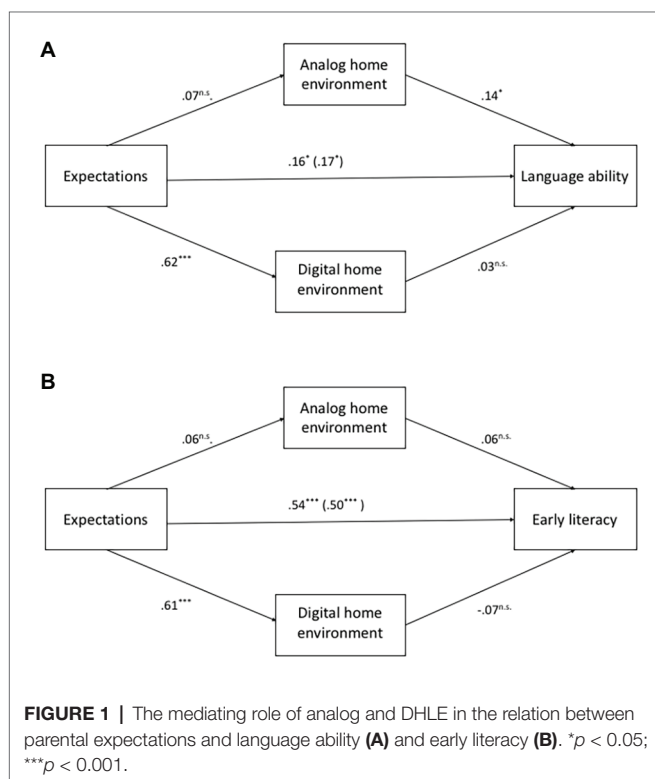 A
Analog home
environment
.07n.s.
.14*
Expectations
.16* (.17*)
Language ability
.62***
.03n.s.
Digital home
environment
B
Analog home
environment
.06n.s.
.06n.s.
Expectations
.54*** (.50*** )
Early literacy
.61***
-.07n.s.
Digital home
environment
FIGURE 1 | The mediating role of analog and DHLE in the relation between
parental expectations and language ability (A) and early literacy (B). *p < 0.05;
***p < 0.001.